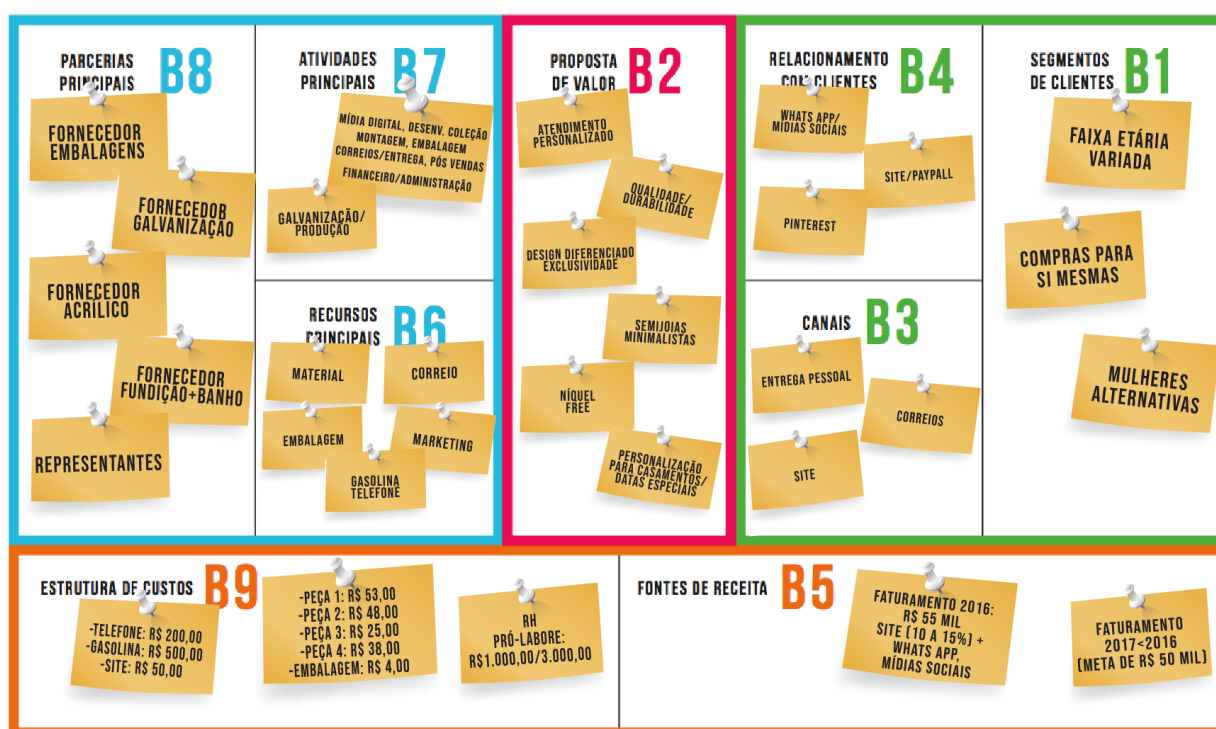 PARCERIAS
PRINCIPAIS
B8
FORNECEDOR
EMBALAGENS
FORNECEDOR
GALVANIZAÇÃO
FORNECEDOR
ACRÍLICO
FORNECEDOR
FUNDIÇÃO+BANHO
REPRESENTANTES
ATIVIDADES
PRINCIPAIS
B7
MÍDIA DIGITAL, DESENV. COLEÇÃO
MONTAGEM, EMBALAGEM
CORREIOS/ENTREGA, PÓS VENDAS
FINANCEIRO/ADMINISTRAÇÃO
GALVANIZAÇÃO/
PRODUÇÃO
RECURSOS
PRINCIPAIS
B6
MATERIAL
CORREIO
EMBALAGEM
MARKETING
GASOLINA
TELEFONE
PROPOSTA
DE VALOR
B2
ATENDIMENTO
PERSONALIZADO
QUALIDADE/
DURABILIDADE
DESIGN DIFERENCIADO
EXCLUSIVIDADE
SEMIJOIAS
MINIMALISTAS
NÍQUEL
FREE
PERSONALIZAÇÃO
PARA CASAMENTOS/
DATAS ESPECIAIS
RELACIONAMENTO
COM CLIENTES
B4
WHATS APP/
MÍDIAS SOCIAIS
SITE/PAYPALL
PINTEREST
CANAIS
B3
ENTREGA PESSOAL
CORREIOS
SITE
SEGMENTOS
DE CLIENTES
B1
FAIXA ETÁRIA
VARIADA
COMPRAS PARA
SI MESMAS
MULHERES
ALTERNATIVAS
ESTRUTURA DE CUSTOS
B9
-TELEFONE: R$ 200,00
-GASOLINA: R$ 500,00
-SITE: R$ 50,00
-PEÇA 1: R$ 53,00
-PEÇA 2: R$ 48,00
-PEÇA 3: R$ 25,00
-PEÇA 4: R$ 38,00
-EMBALAGEM: R$ 4,00
RH
PRÓ-LABORE:
R$1.000,00/3.000,00
FONTES DE RECEITA
B5
FATURAMENTO 2016:
R$ 55 MIL
SITE (10 A 15%) +
WHATS APP,
MÍDIAS SOCIAIS
FATURAMENTO
2017<2016
(META DE R$ 50 MIL)